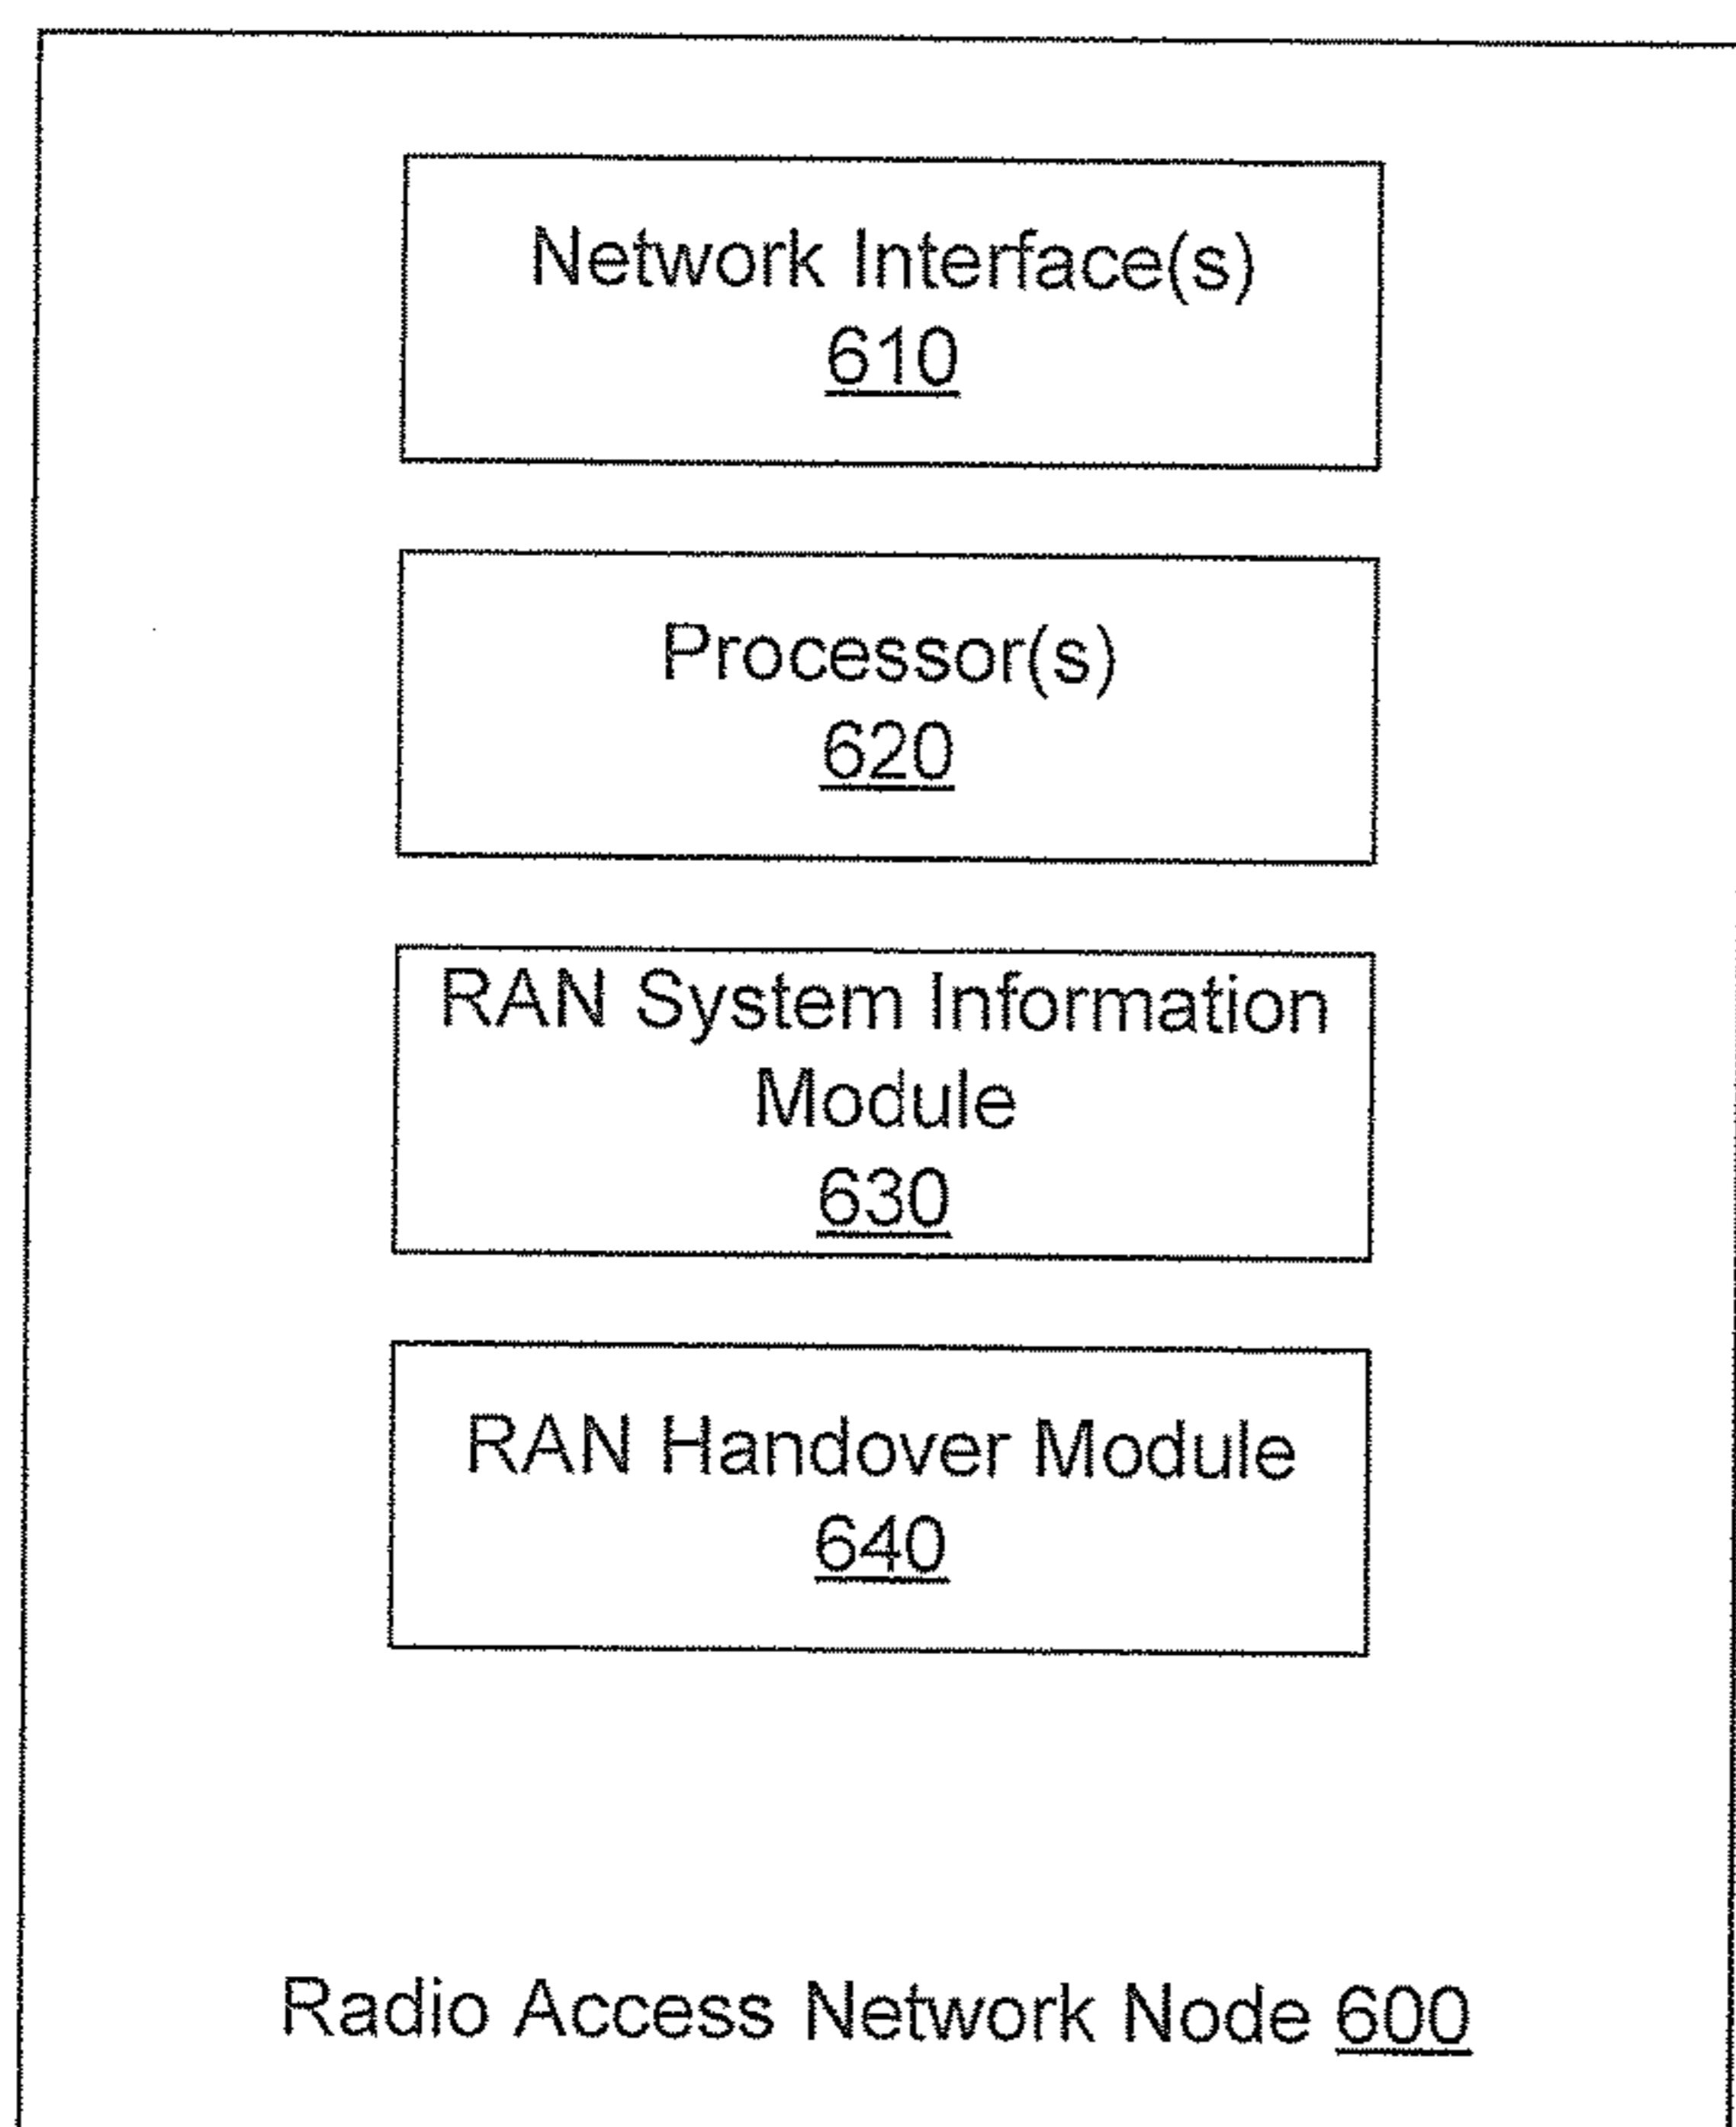 Network Interface(s)
610
Processor(s)
620
RAN System Information
Module
630
RAN Handover Module
640
Radio Access Network Node 600